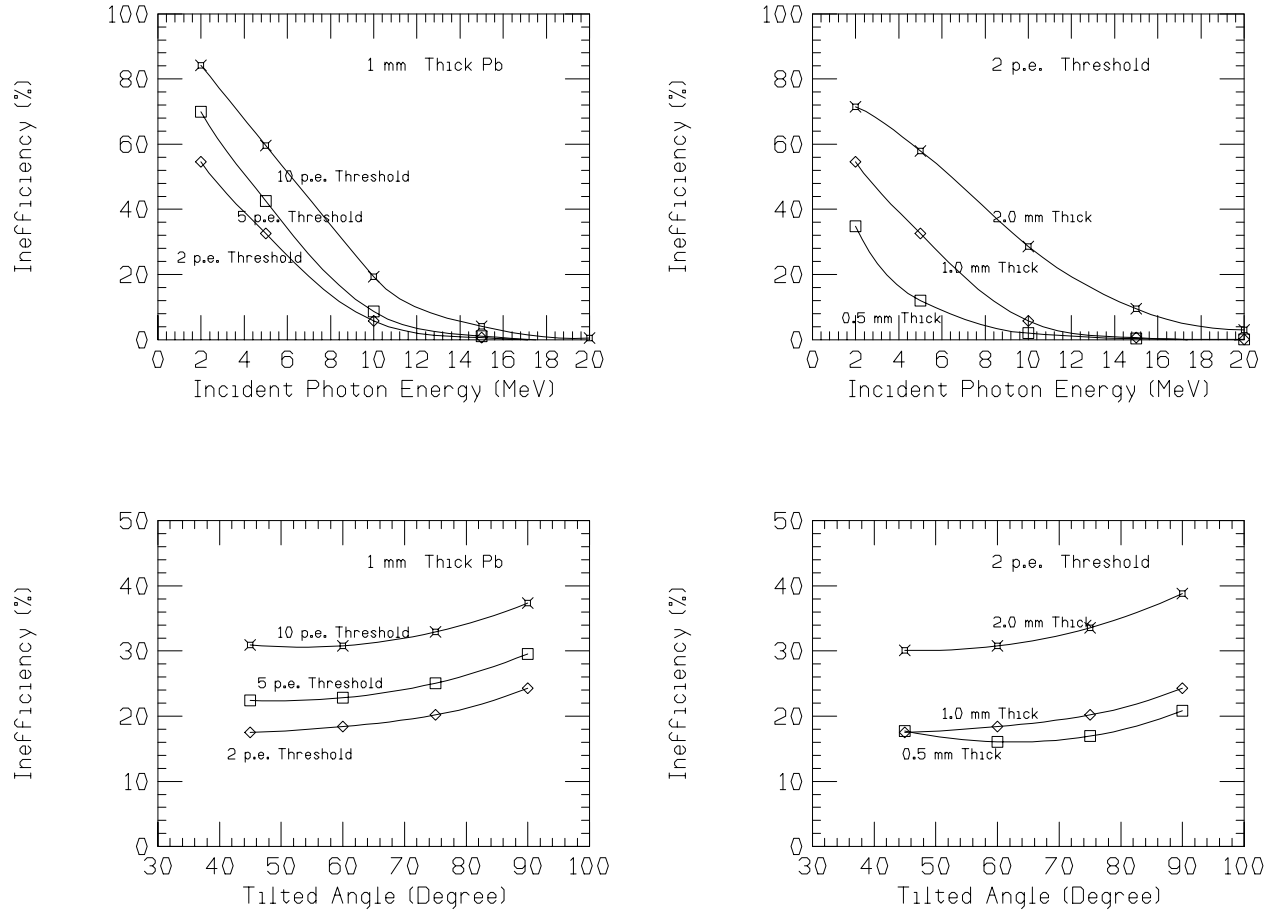 100
80
60
40
20
0
Inefficiency (%)
1 mm Thick Pb
10 p.e. Threshold
5 p.e. Threshold
2 p.e. Threshold
0 2 4 6 8 10 12 14 16 18 20
Incident Photon Energy (MeV)
100
80
60
40
20
0
Inefficiency (%)
2 p.e. Threshold
2.0 mm Thick
1.0 mm Thick
0.5 mm Thick
0 2 4 6 8 10 12 14 16 18 20
Incident Photon Energy (MeV)
50
40
30
20
10
0
Inefficiency (%)
1 mm Thick Pb
10 p.e. Threshold
5 p.e. Threshold
2 p.e. Threshold
30 40 50 60 70 80 90 100
Tilted Angle (Degree)
50
40
30
20
10
0
Inefficiency (%)
2 p.e. Threshold
2.0 mm Thick
1.0 mm Thick
0.5 mm Thick
30 40 50 60 70 80 90 100
Tilted Angle (Degree)